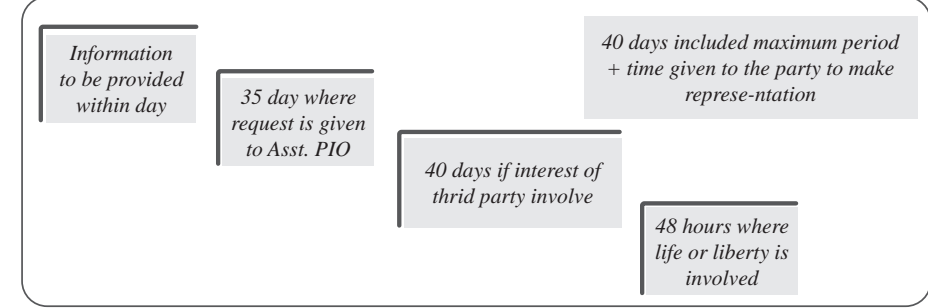 Information
to be provided
within day
35 day where
request is given
to Asst. PIO
40 days if interest of
thrid party involve
40 days included maximum period
+ time given to the party to make
represe-ntation
48 hours where
life or liberty is
involved